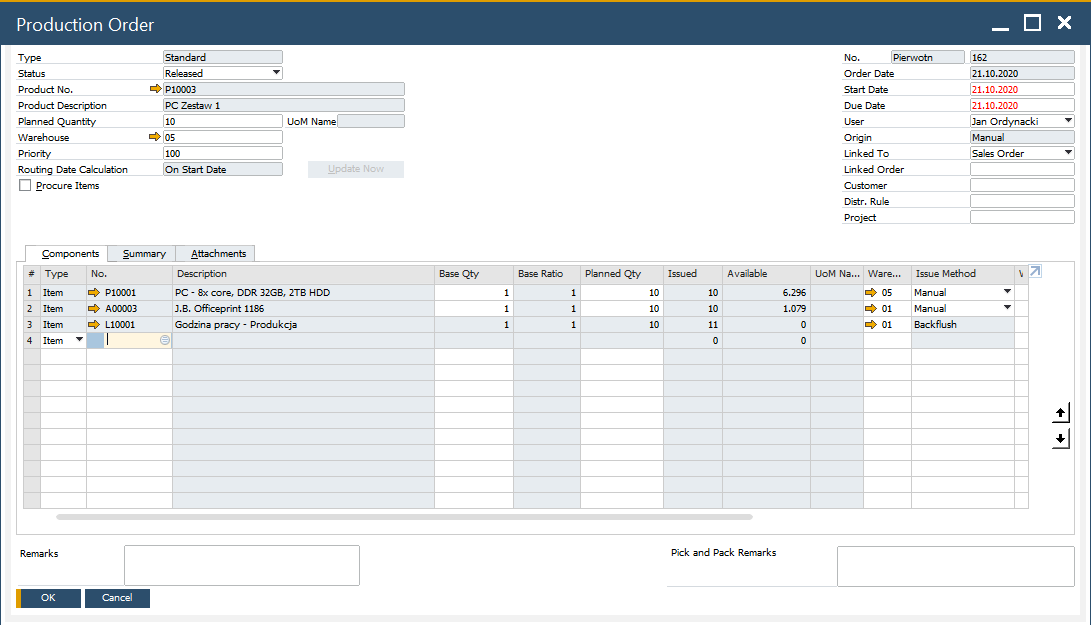 Production Order
Type Standard No. Pierwotn 162
Status Released Order Date 21.10.2020
Product No. P10003 Start Date 21.10.2020
Product Description PC Zestaw 1 Due Date 21.10.2020
Planned Quantity 10 UoM Name User Jan Ordynacki
Warehouse 05 Origin Manual
Priority 100 Linked To Sales Order
Routing Date Calculation On Start Date Update Now Linked Order
Procure Items Customer
Distr. Rule
Project
Components Summary Attachments
# Type No. Description Base Qty Base Ratio Planned Qty Issued Available UoM Na... Ware... Issue Method
1 Item P10001 PC - 8x core, DDR 32GB, 2TB HDD 1 1 10 10 6.296 05 Manual
2 Item A00003 J.B. Officeprint 1186 1 1 10 10 1.079 01 Manual
3 Item L10001 Godzina pracy - Produkcja 1 1 10 11 0 01 Backflush
4 Item 0 0
Remarks Pick and Pack Remarks
OK Cancel